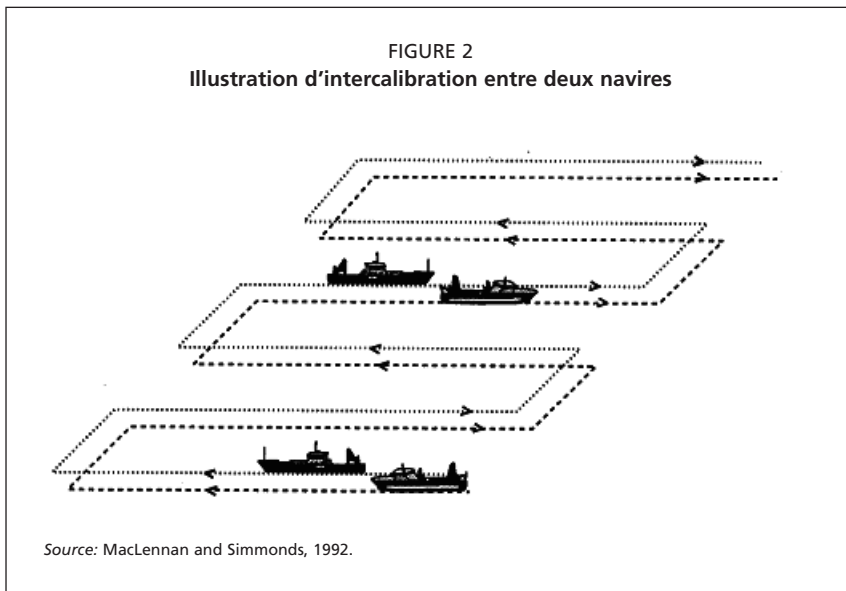 FIGURE 2
Illustration d'intercalibration entre deux navires
Source: MacLennan and Simmonds, 1992.